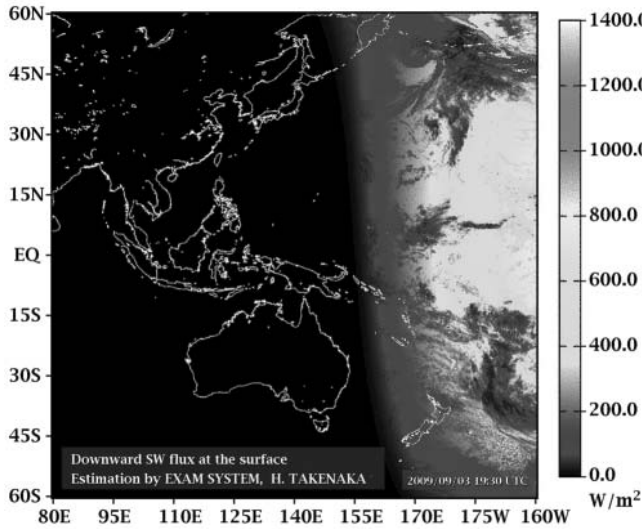 60N
45N
30N
15N
EQ
15S
30S
45S
60S
80E 95E 110E 125E 140E 155E 170E 175W 160W
1400.0
1200.0
1000.0
800.0
600.0
400.0
200.0
0.0
W/m²
Downward SW flux at the surface
Estimation by EXAM SYSTEM, H. TAKENAKA
2009/09/03 19:30 UTC